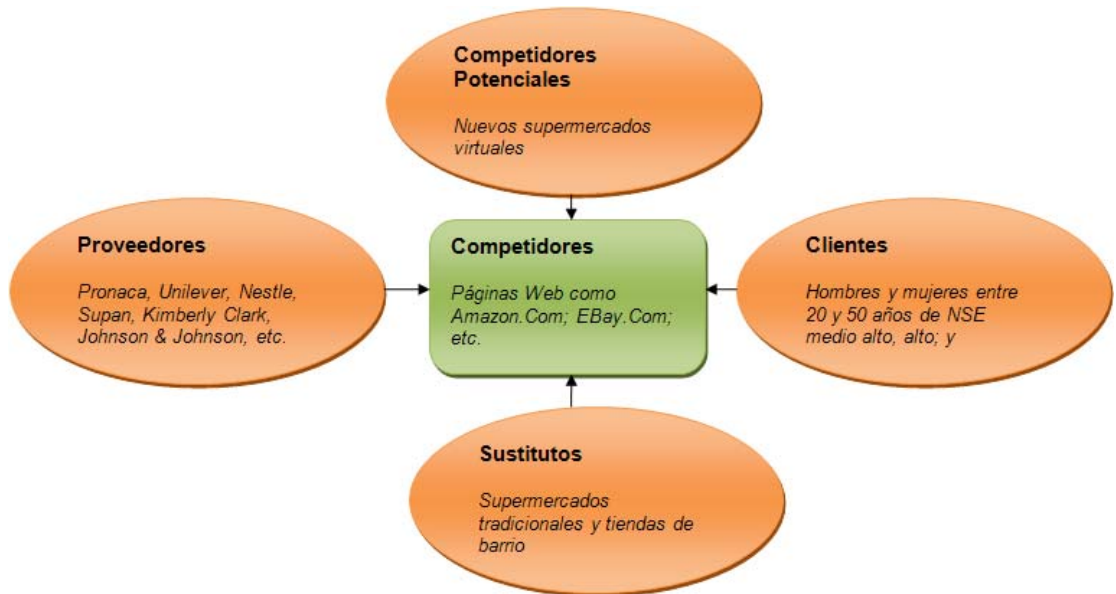 Competidores
Potenciales
Nuevos supermercados
virtuales
Proveedores
Pronaca, Unilever, Nestle,
Supan, Kimberly Clark,
Johnson & Johnson, etc.
Competidores
Páginas Web como
Amazon.Com; EBay.Com;
etc.
Clientes
Hombres y mujeres entre
20 y 50 años de NSE
medio alto, alto; y
Sustitutos
Supermercados
tradicionales y tiendas de
barrio